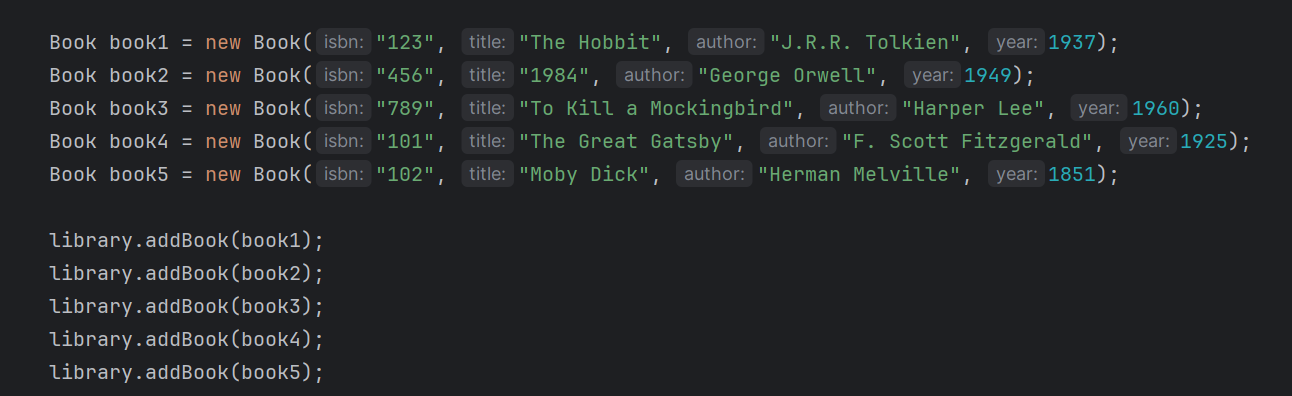 Book book1 = new Book( isbn: "123", title: "The Hobbit", author: "J.R.R. Tolkien", year: 1937);
Book book2 = new Book( isbn: "456", title: "1984", author: "George Orwell", year: 1949);
Book book3 = new Book( isbn: "789", title: "To Kill a Mockingbird", author: "Harper Lee", year: 1960);
Book book4 = new Book( isbn: "101", title: "The Great Gatsby", author: "F. Scott Fitzgerald", year: 1925);
Book book5 = new Book( isbn: "102", title: "Moby Dick", author: "Herman Melville", year: 1851);
library.addBook(book1);
library.addBook(book2);
library.addBook(book3);
library.addBook(book4);
library.addBook(book5);